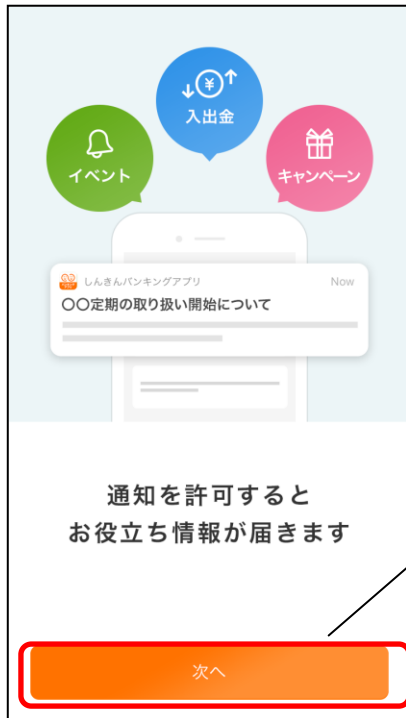 入出金
イベント
キャンペーン
しんきんバンキングアプリ Now
〇〇定期の取り扱い開始について
通知を許可すると
お役立ち情報が届きます
次へ